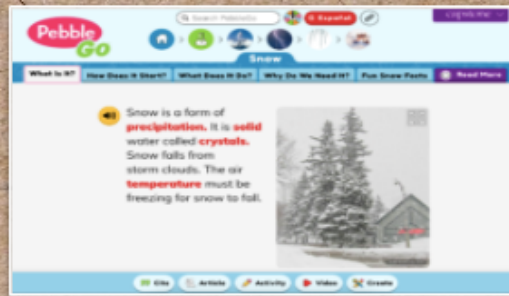 Pebble
Go
Search PebbleGo
Español
Snow
What Is It?
How Does It Start?
What Does It Do?
Why Do We Need It?
Fun Snow Facts
Read More
Snow is a form of
precipitation. It is solid
water called crystals.
Snow falls from
storm clouds. The air
temperature must be
freezing for snow to fall.
Cite
Article
Activity
Video
Create